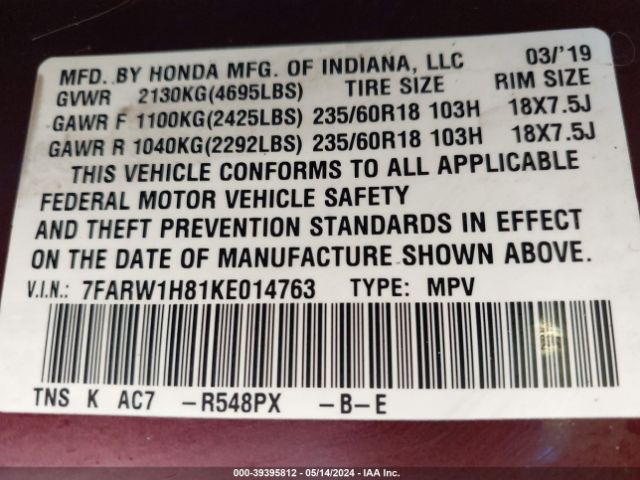 MFD. BY HONDA MFG. OF INDIANA, LLC 03/'19
GVWR 2130KG(4695LBS) TIRE SIZE RIM SIZE
GAWR F 1100KG(2425LBS) 235/60R18 103H 18X7.5J
GAWR R 1040KG(2292LBS) 235/60R18 103H 18X7.5J
THIS VEHICLE CONFORMS TO ALL APPLICABLE
FEDERAL MOTOR VEHICLE SAFETY
AND THEFT PREVENTION STANDARDS IN EFFECT
ON THE DATE OF MANUFACTURE SHOWN ABOVE.
V.I.N.: 7FARW1H81KE014763 TYPE: MPV
TNS K AC7 -R548PX -B-E
000-39395812 - 05/14/2024 - IAA Inc.